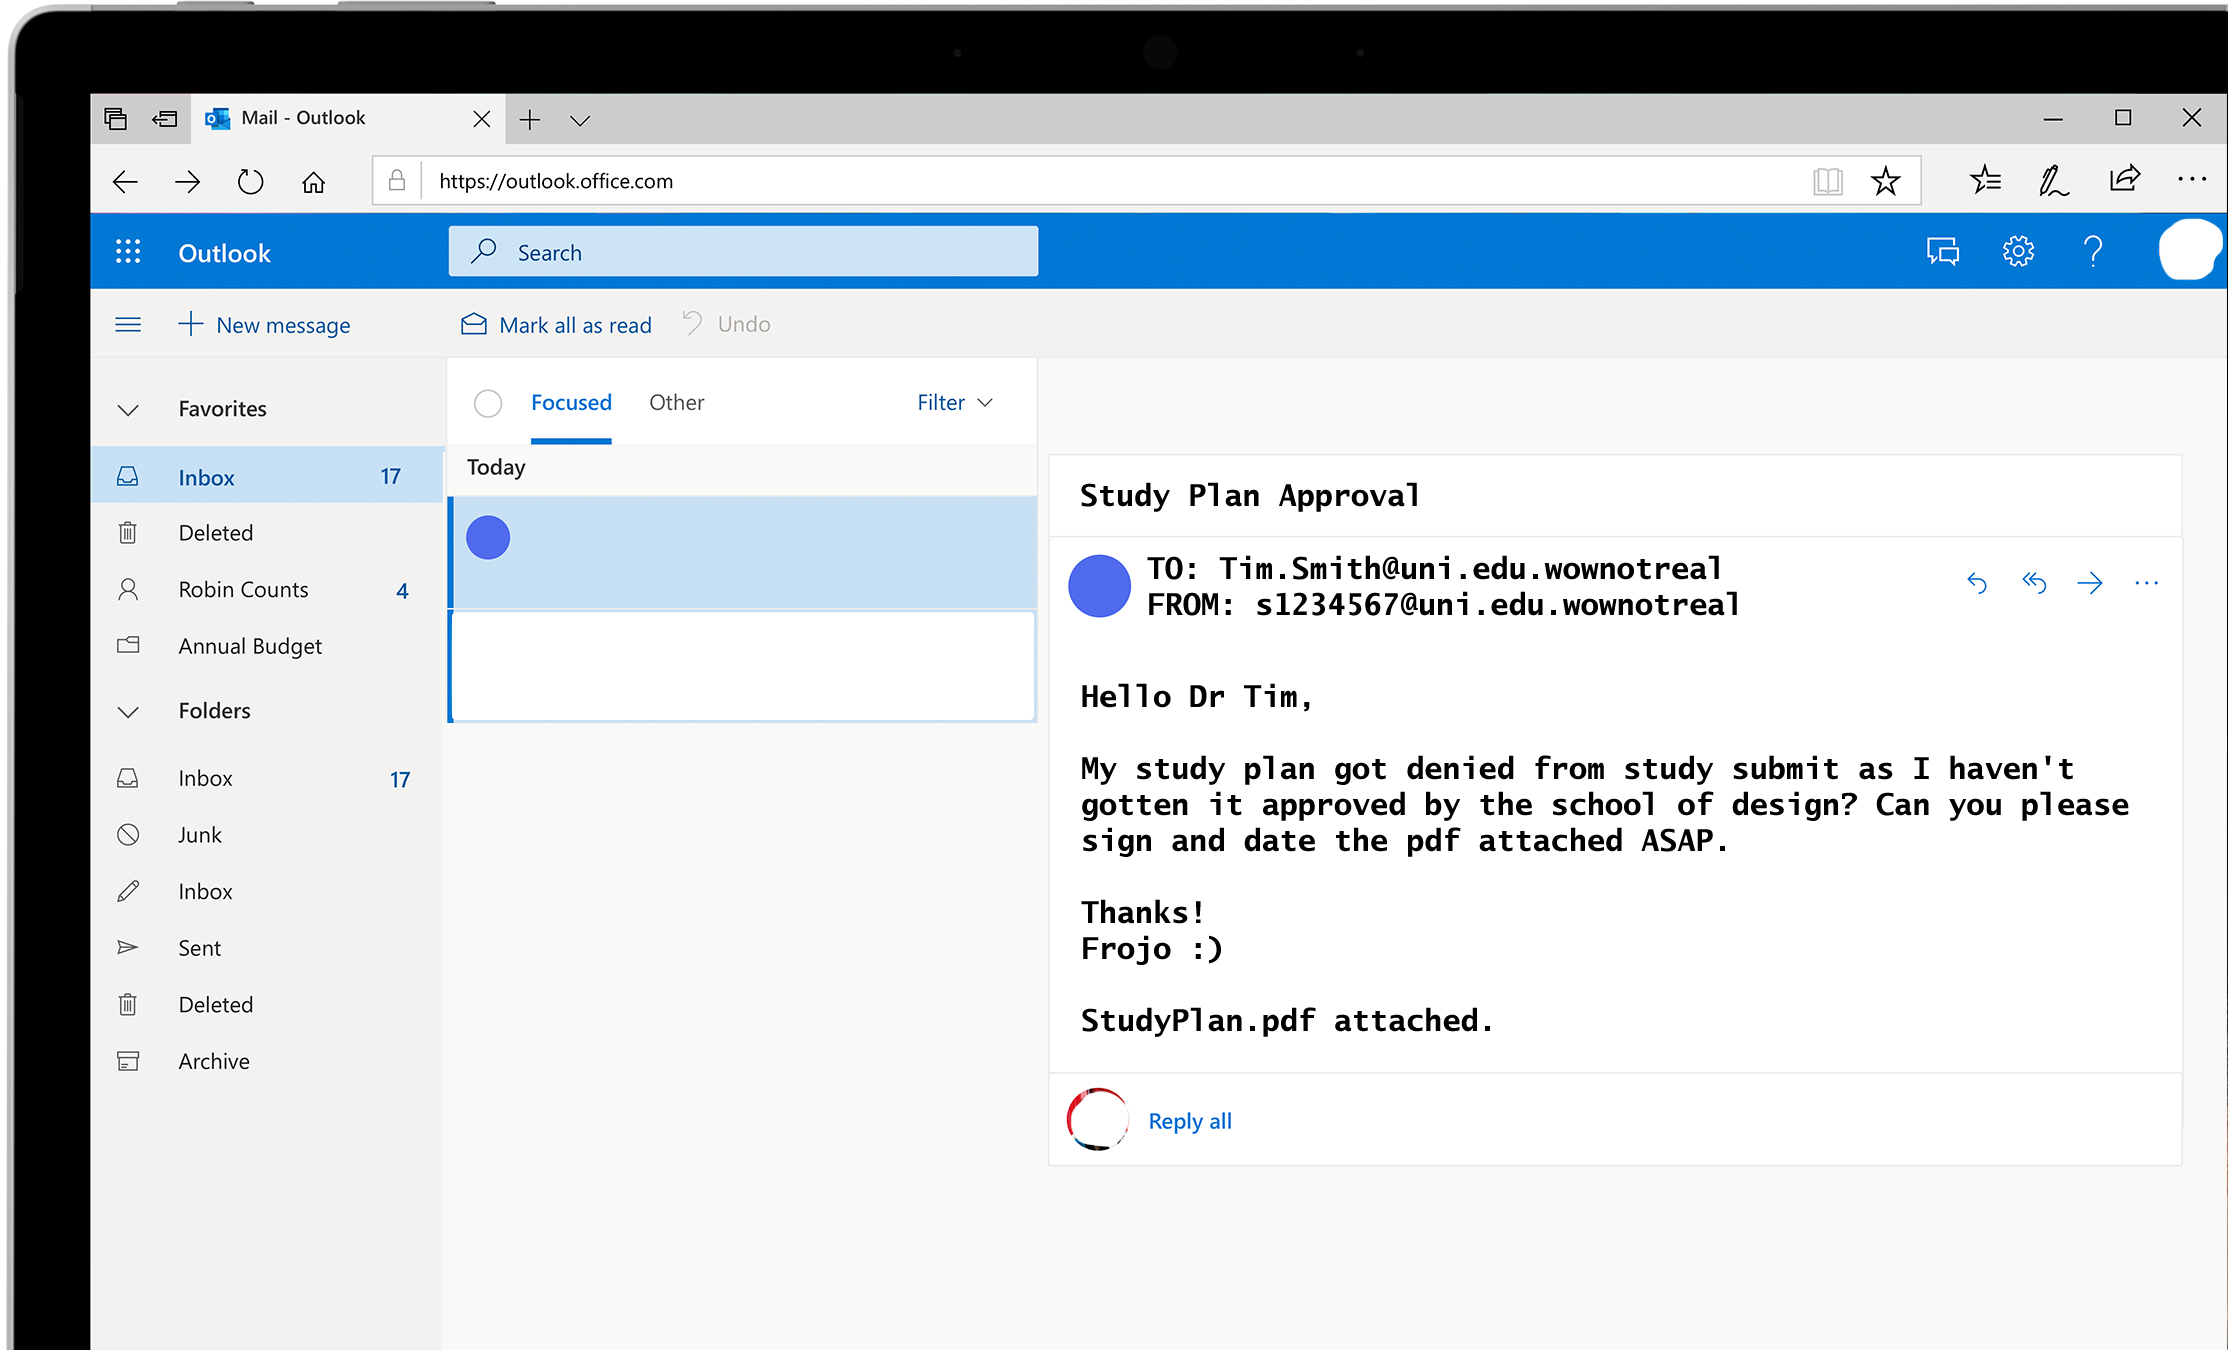 Mail - Outlook
https://outlook.office.com
Outlook
Search
New message
Mark all as read
Undo
Favorites
Inbox 17
Deleted
Robin Counts 4
Annual Budget
Folders
Inbox 17
Junk
Inbox
Sent
Deleted
Archive
Focused
Other
Filter
Today
Study Plan Approval
TO: Tim.Smith@uni.edu.wownotreal
FROM: s1234567@uni.edu.wownotreal
Hello Dr Tim,
My study plan got denied from study submit as I haven't
gotten it approved by the school of design? Can you please
sign and date the pdf attached ASAP.
Thanks!
Frojo :)
StudyPlan.pdf attached.
Reply all